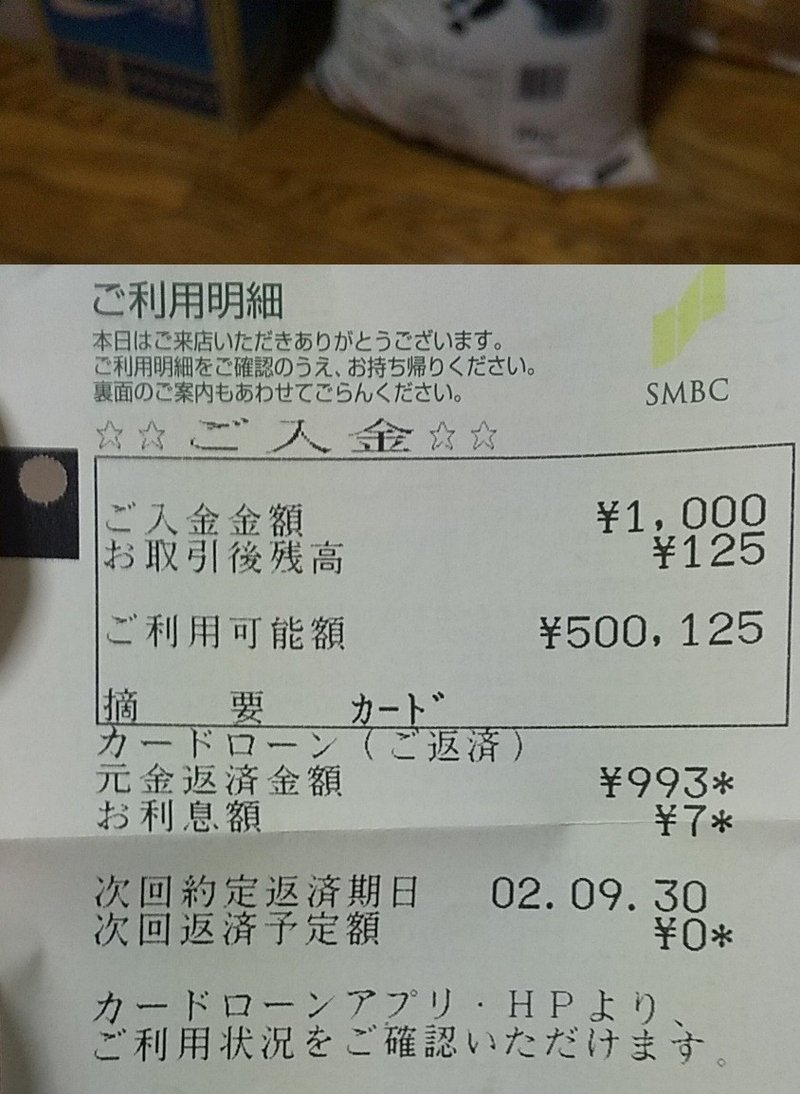 ご利用明細
本日はご来店いただきありがとうございます。
ご利用明細をご確認のうえ、お持ち帰りください。
裏面のご案内もあわせてごらんください。
SMBC
☆☆ご入金☆☆
ご入金金額 ¥1,000
お取引後残高 ¥125
ご利用可能額 ¥500,125
摘 要 カード
カードローン(ご返済)
元金返済金額 ¥993*
お利息額 ¥7*
次回約定返済期日 02.09.30
次回返済予定額 ¥0*
カードローンアプリ・HPより、
ご利用状況をご確認いただけます。